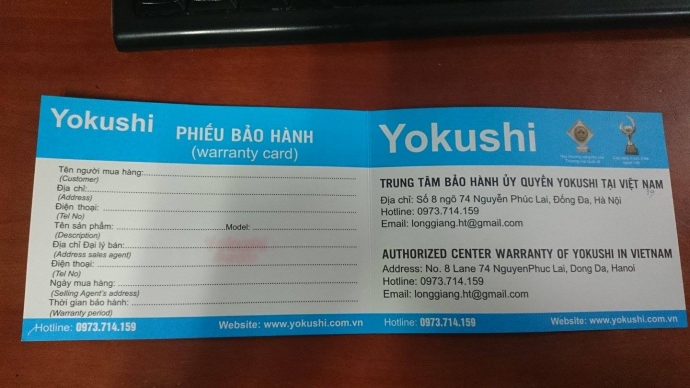 Yokushi
PHIẾU BẢO HÀNH
(warranty card)
Tên người mua hàng:
(Customer)
Địa chỉ:
(Address)
Điện thoại:
(Tel No)
Tên sản phẩm: Model:
(Description)
Địa chỉ Đại lý bán:
(Address sales agent)
Điện thoại:
(Tel No)
Ngày mua hàng:
(Selling Agent's address)
Thời gian bảo hành:
(Warranty period)
Hotline: 0973.714.159 Website: www.yokushi.com.vn
Yokushi
TRUNG TÂM BẢO HÀNH ỦY QUYỀN YOKUSHI TẠI VIỆT NAM
Địa chỉ: Số 8 ngõ 74 Nguyễn Phúc Lai, Đống Đa, Hà Nội
Hotline: 0973.714.159
Email: longgiang.ht@gmail.com
AUTHORIZED CENTER WARRANTY OF YOKUSHI IN VIETNAM
Address: No. 8 Lane 74 NguyenPhuc Lai, Dong Da, Hanoi
Hotline: 0973.714.159
Email: longgiang.ht@gmail.com
Hotline: 0973.714.159 Website: www.yokushi.com.vn